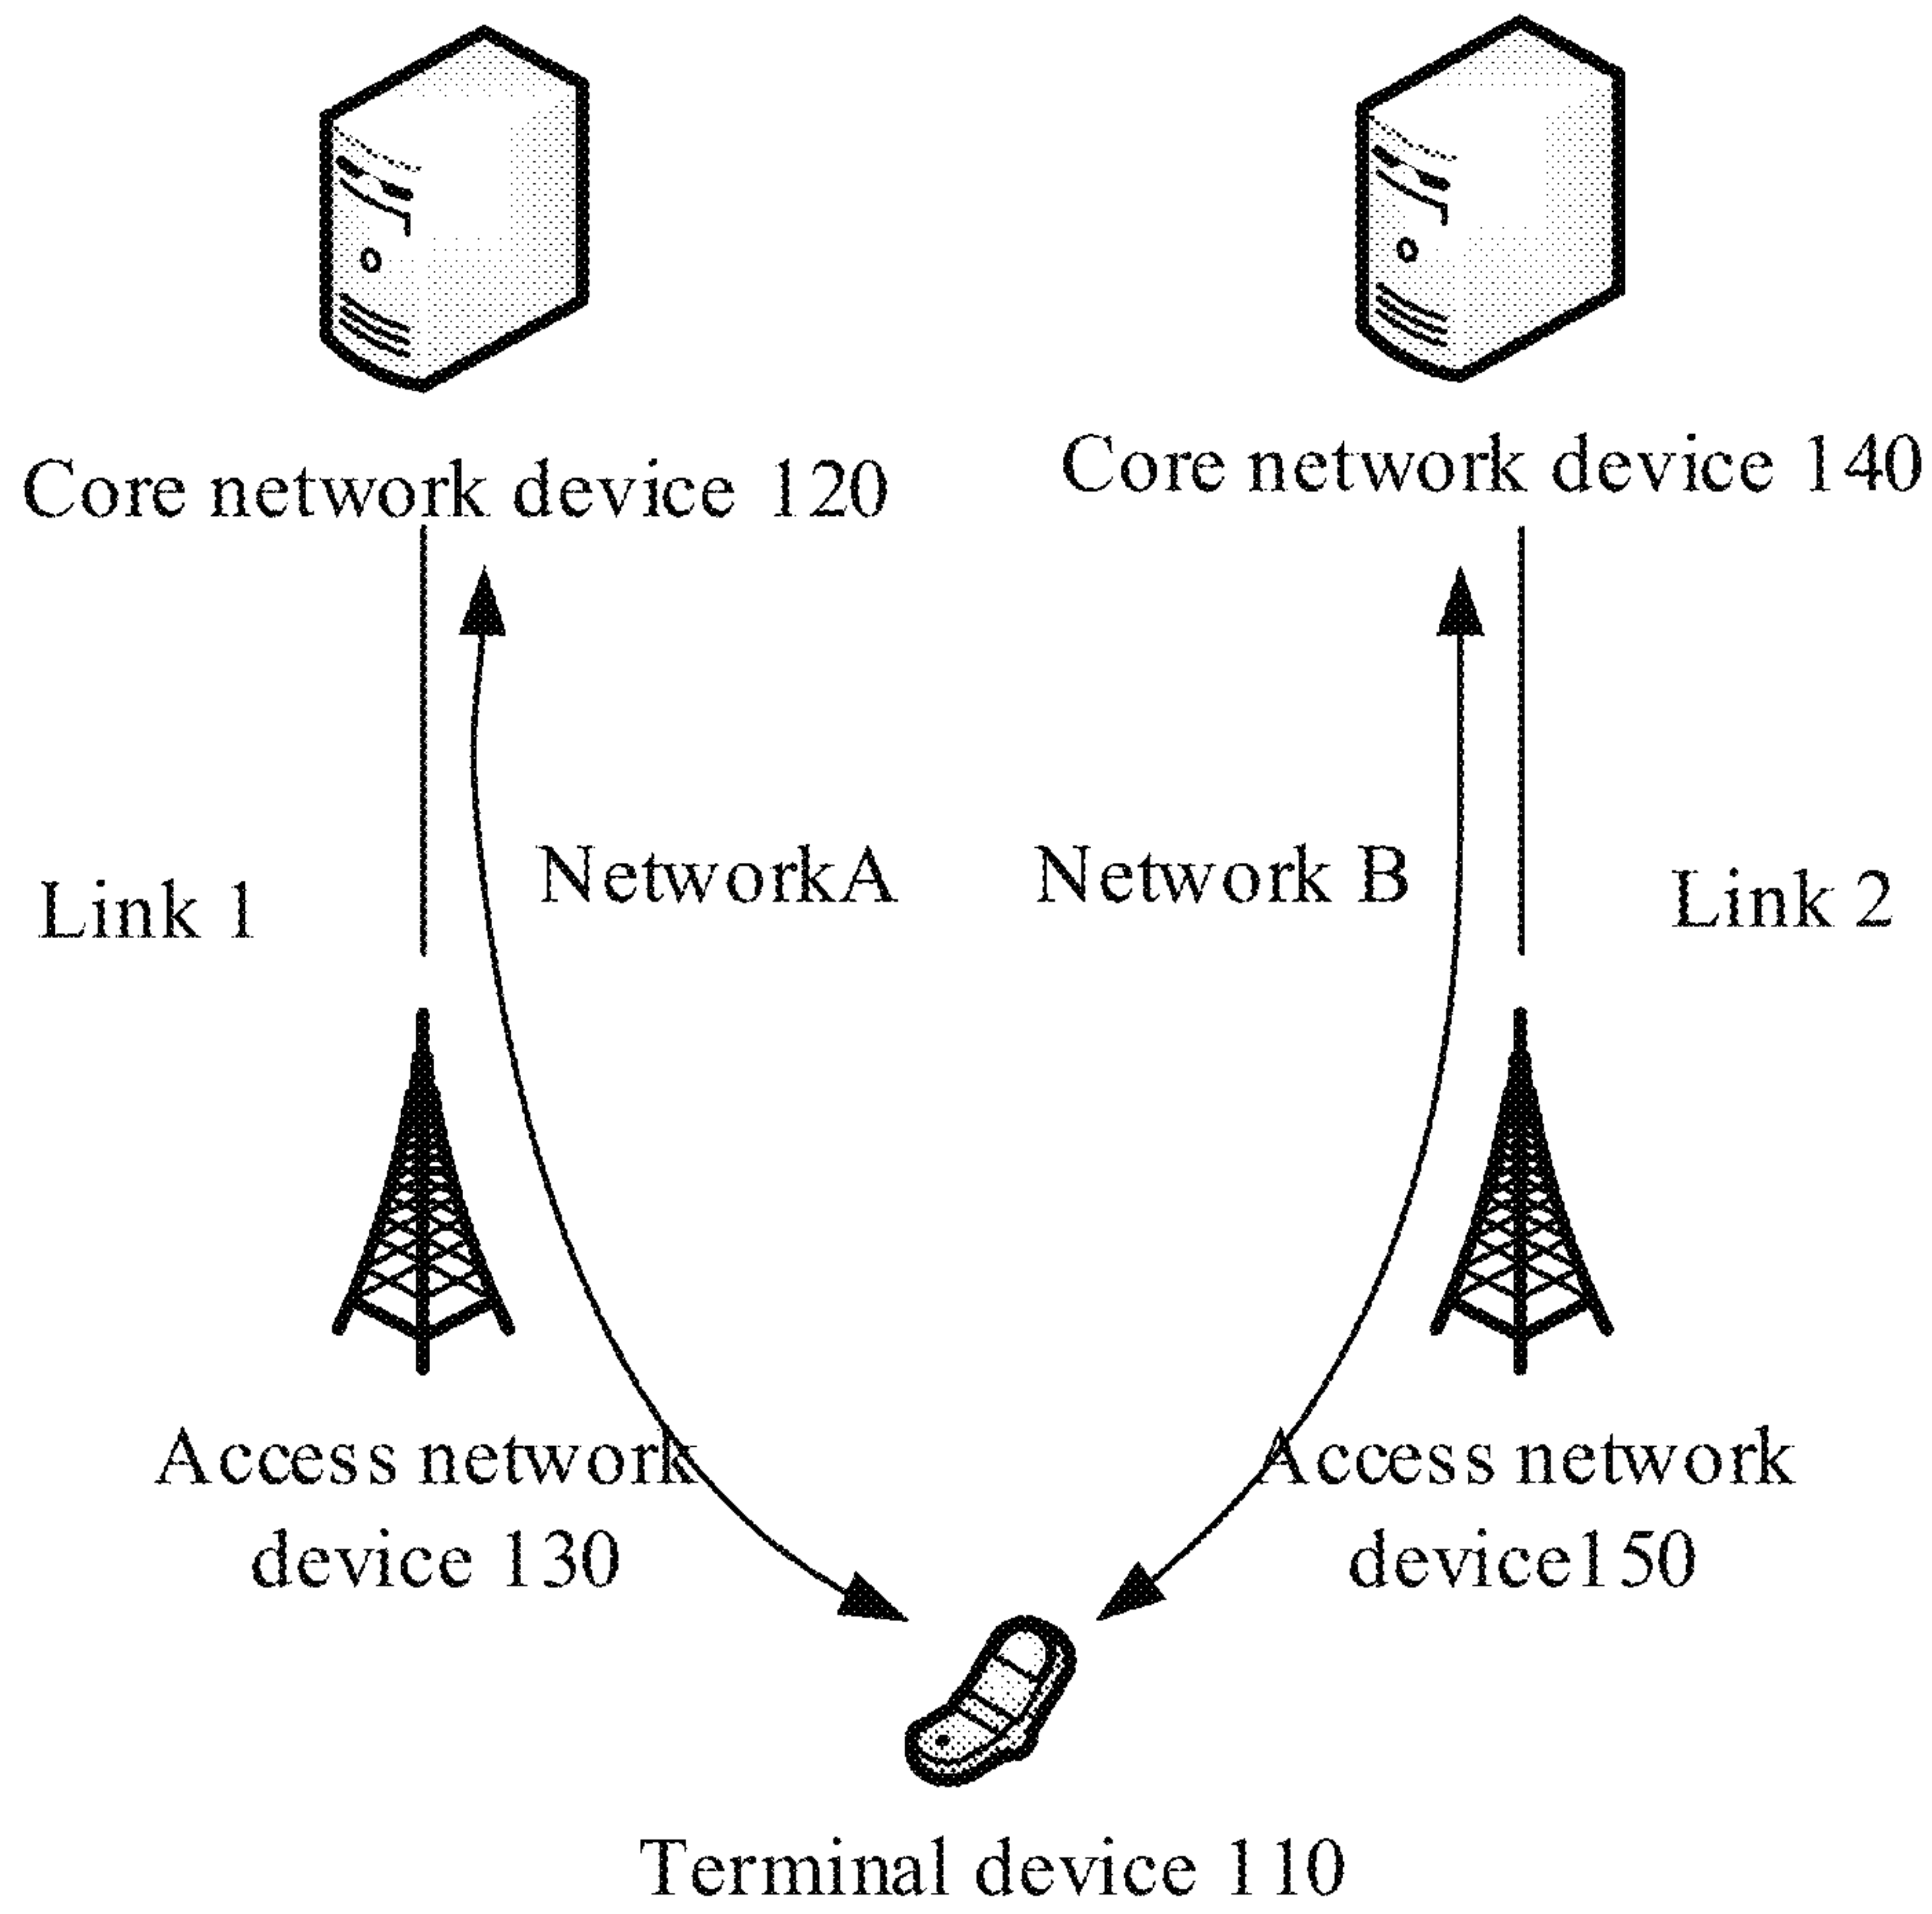 Core network device 120
Core network device 140
NetworkA
Network B
Link 1
Link 2
Access network
device 130
Access network
device150
Terminal device 110